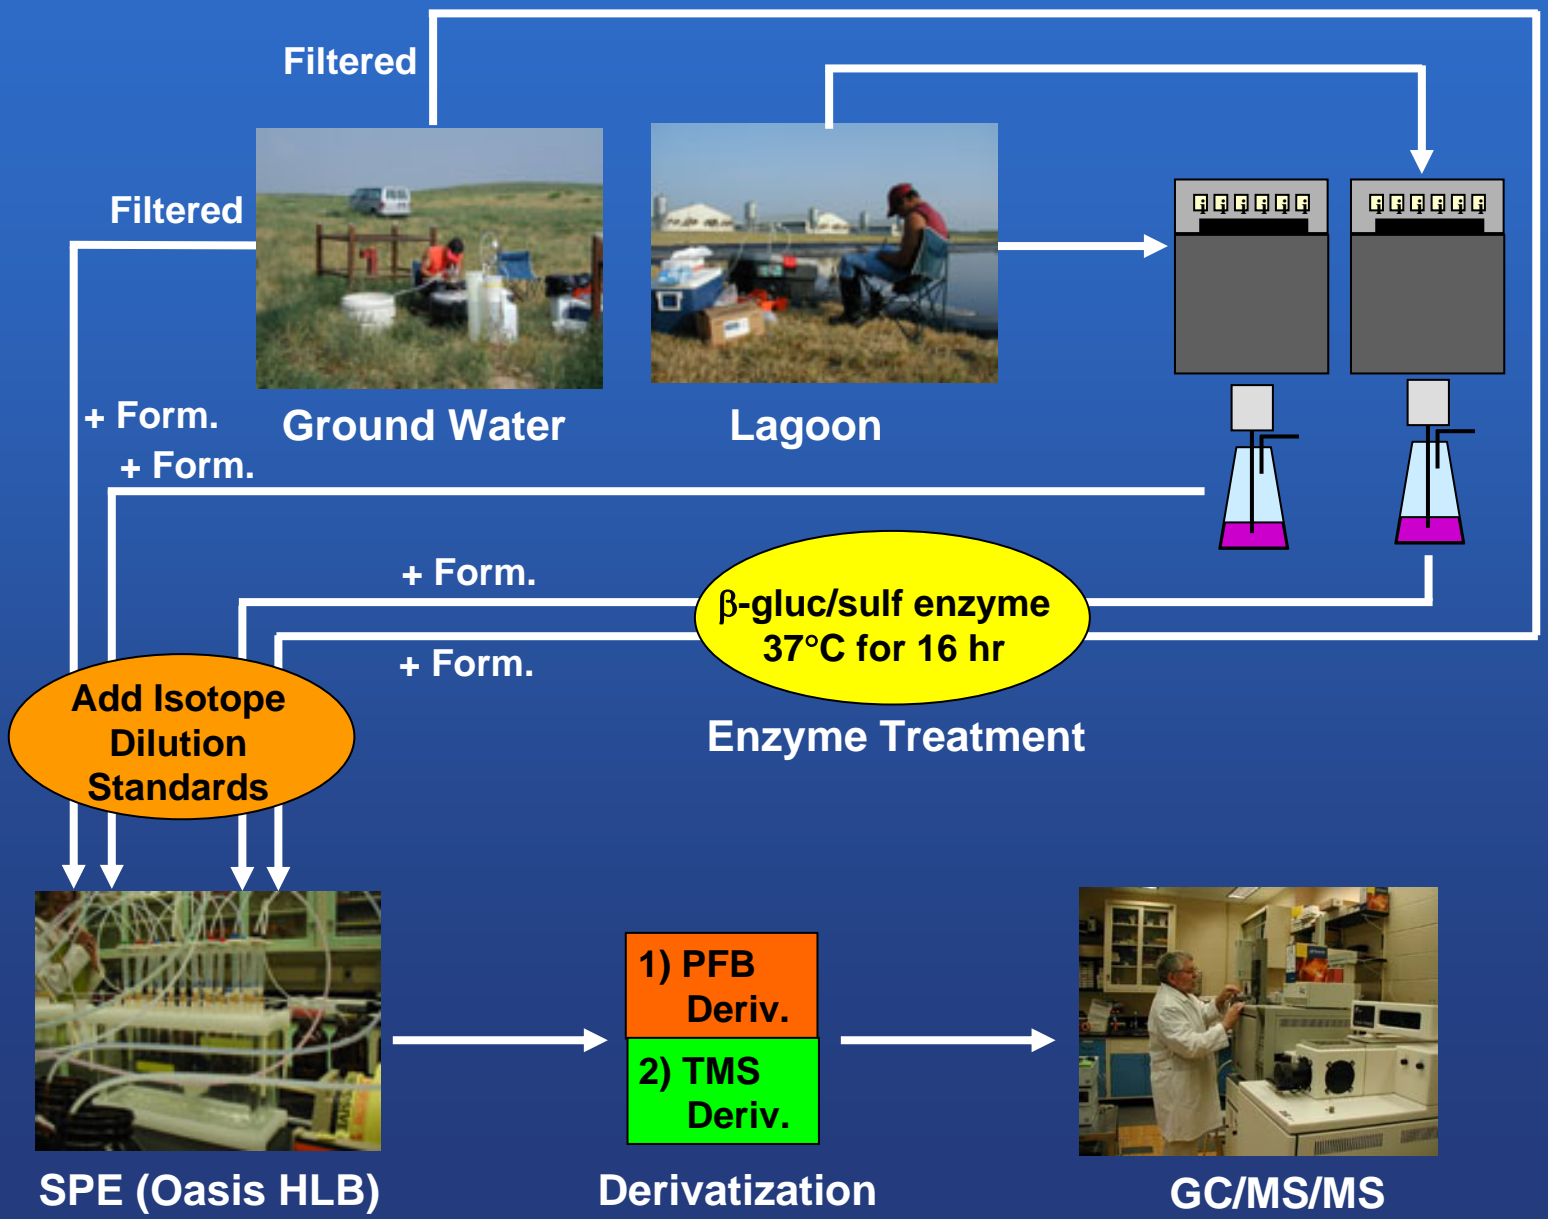 Filtered
Filtered
Ground Water
Lagoon
+ Form.
+ Form.
+ Form.
β-gluc/sulf enzyme
37°C for 16 hr
+ Form.
Enzyme Treatment
Add Isotope
Dilution
Standards
1) PFB
Deriv.
2) TMS
Deriv.
SPE (Oasis HLB)
Derivatization
GC/MS/MS